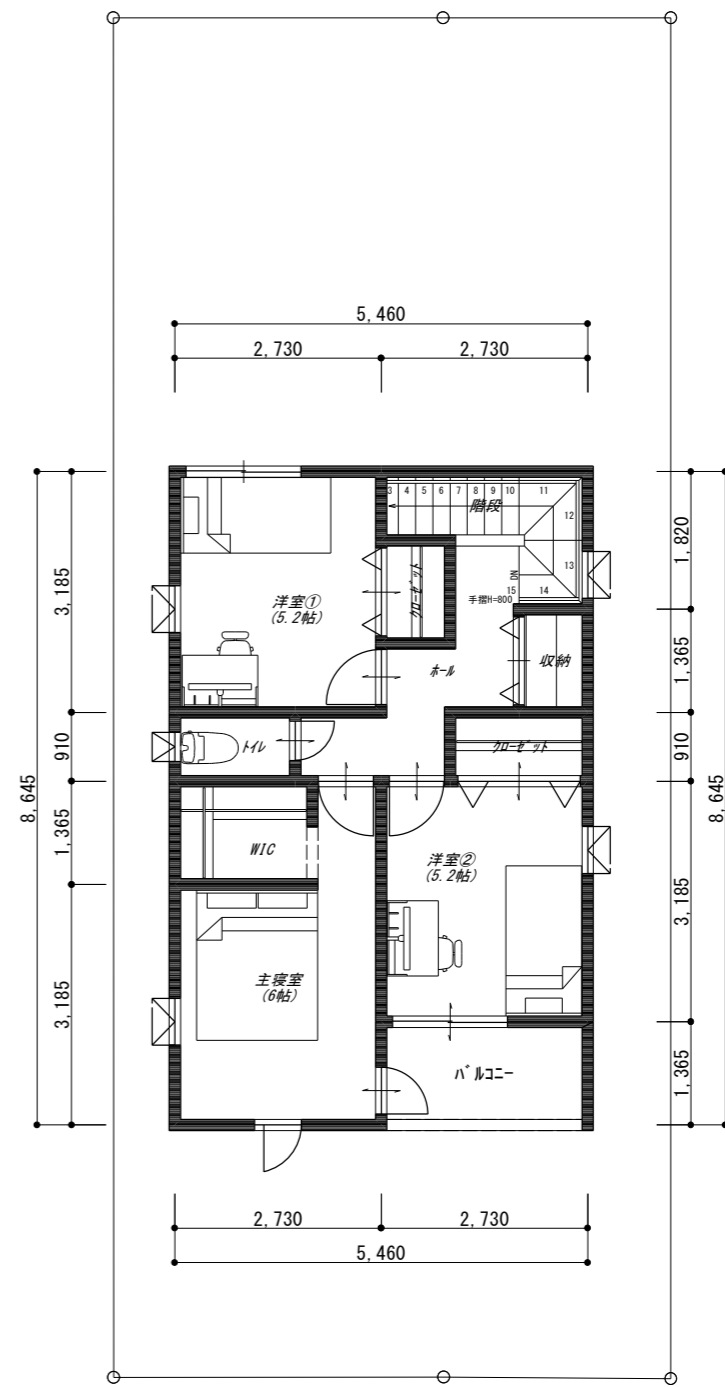 5,460
2,730
2,730
8,645
3,185
910
1,365
3,185
3 4 5 6 7 8 9 10 11
階段
12
13
14
15
DN
手摺H=800
洋室①
(5.2帖)
クローゼット
ホール
収納
トイレ
クローゼット
WIC
洋室②
(5.2帖)
主寝室
(6帖)
バルコニー
1,820
1,365
910
3,185
1,365
8,645
2,730
2,730
5,460